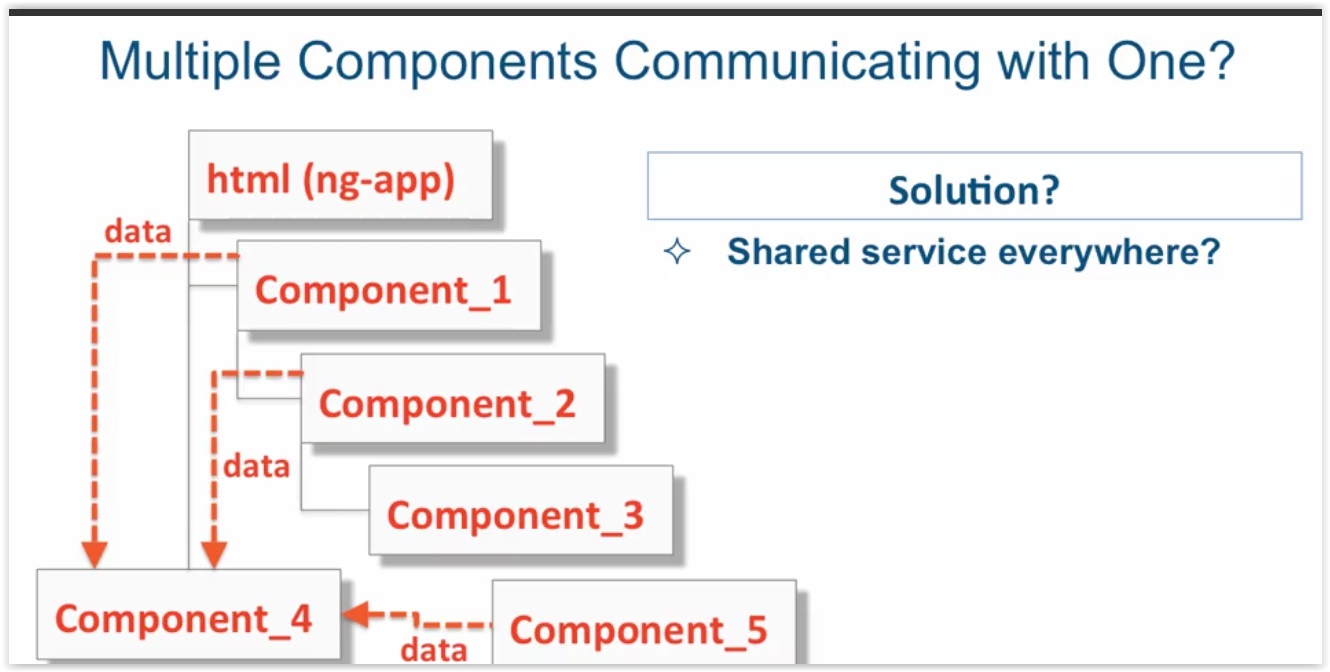 Multiple Components Communicating with One?
html (ng-app)
Solution?
data
Shared service everywhere?
Component_1
Component_2
data
Component_3
Component_4
Component_5
data